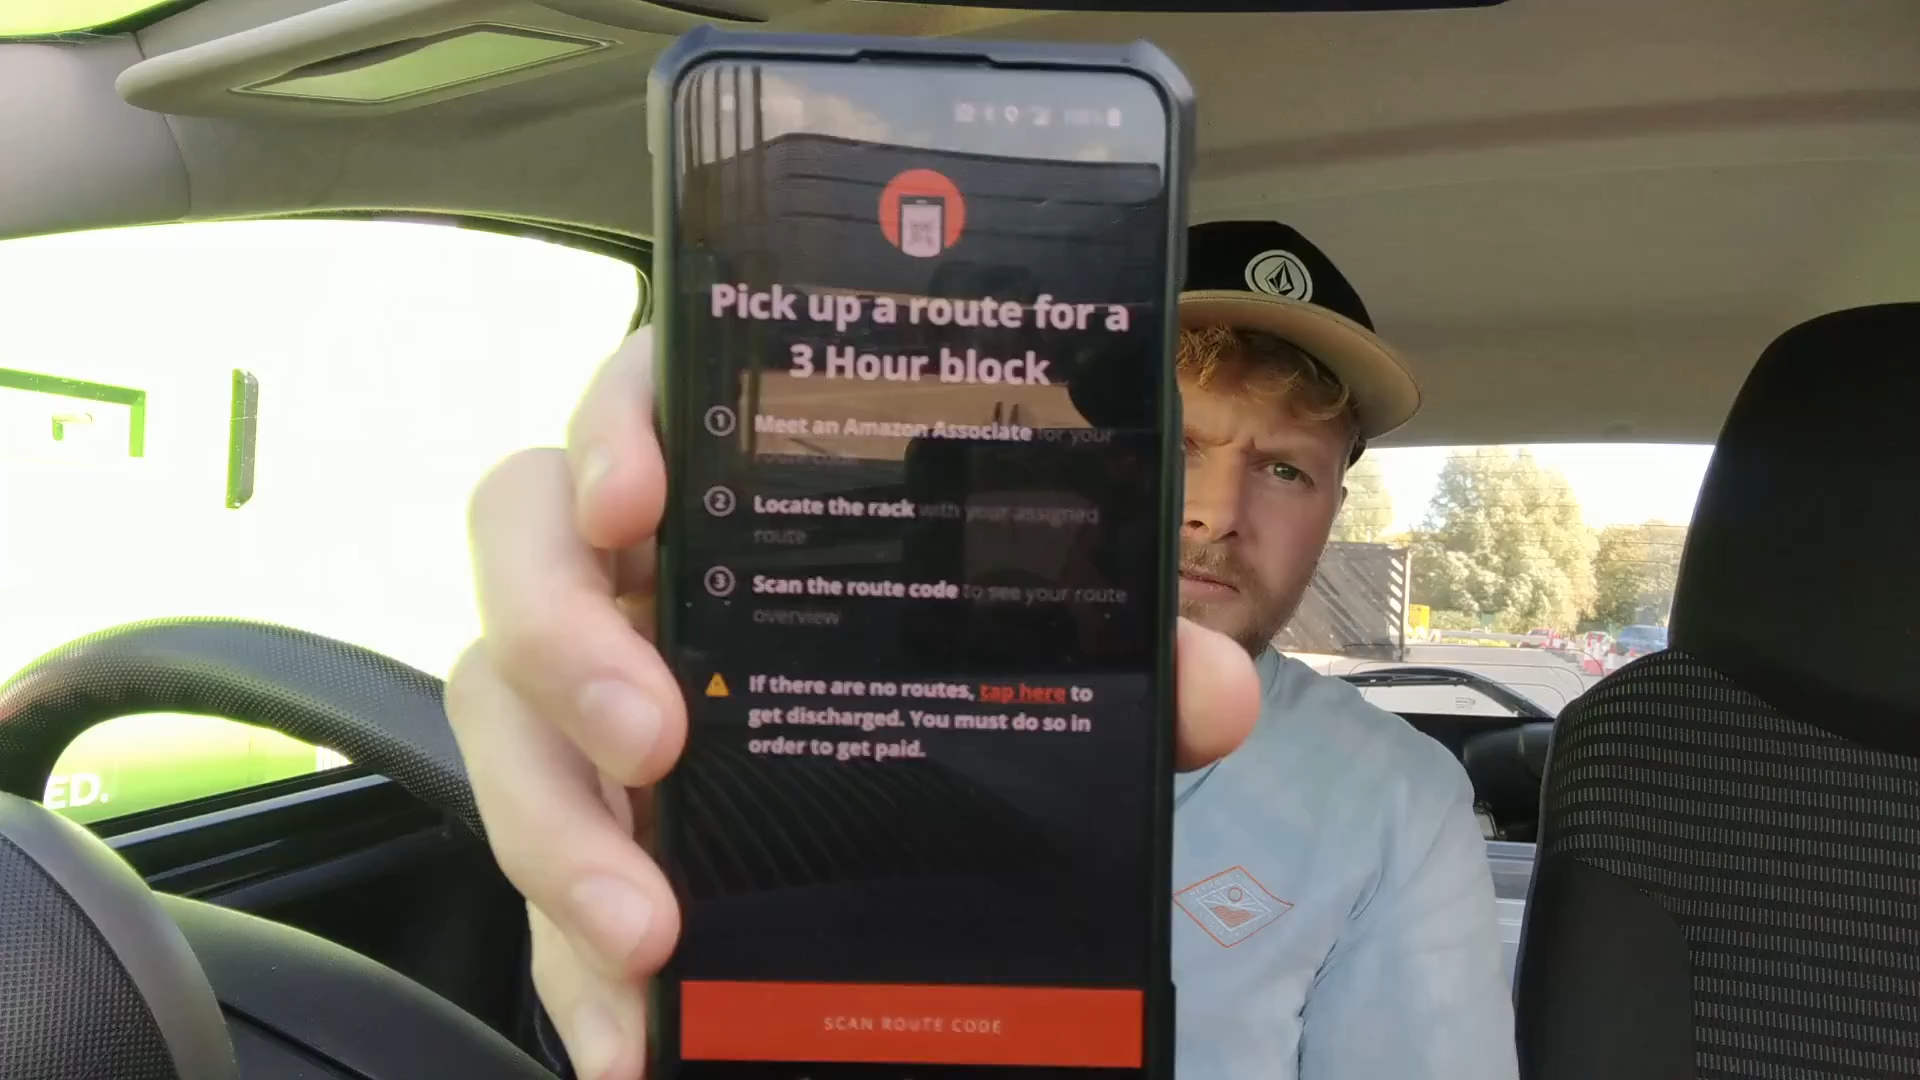 Pick up a route for a
3 Hour block
1 Meet an Amazon Associate for your
route code
2 Locate the rack with your assigned
route
3 Scan the route code to see your route
overview
If there are no routes, tap here to
get discharged. You must do so in
order to get paid.
SCAN ROUTE CODE
ED.